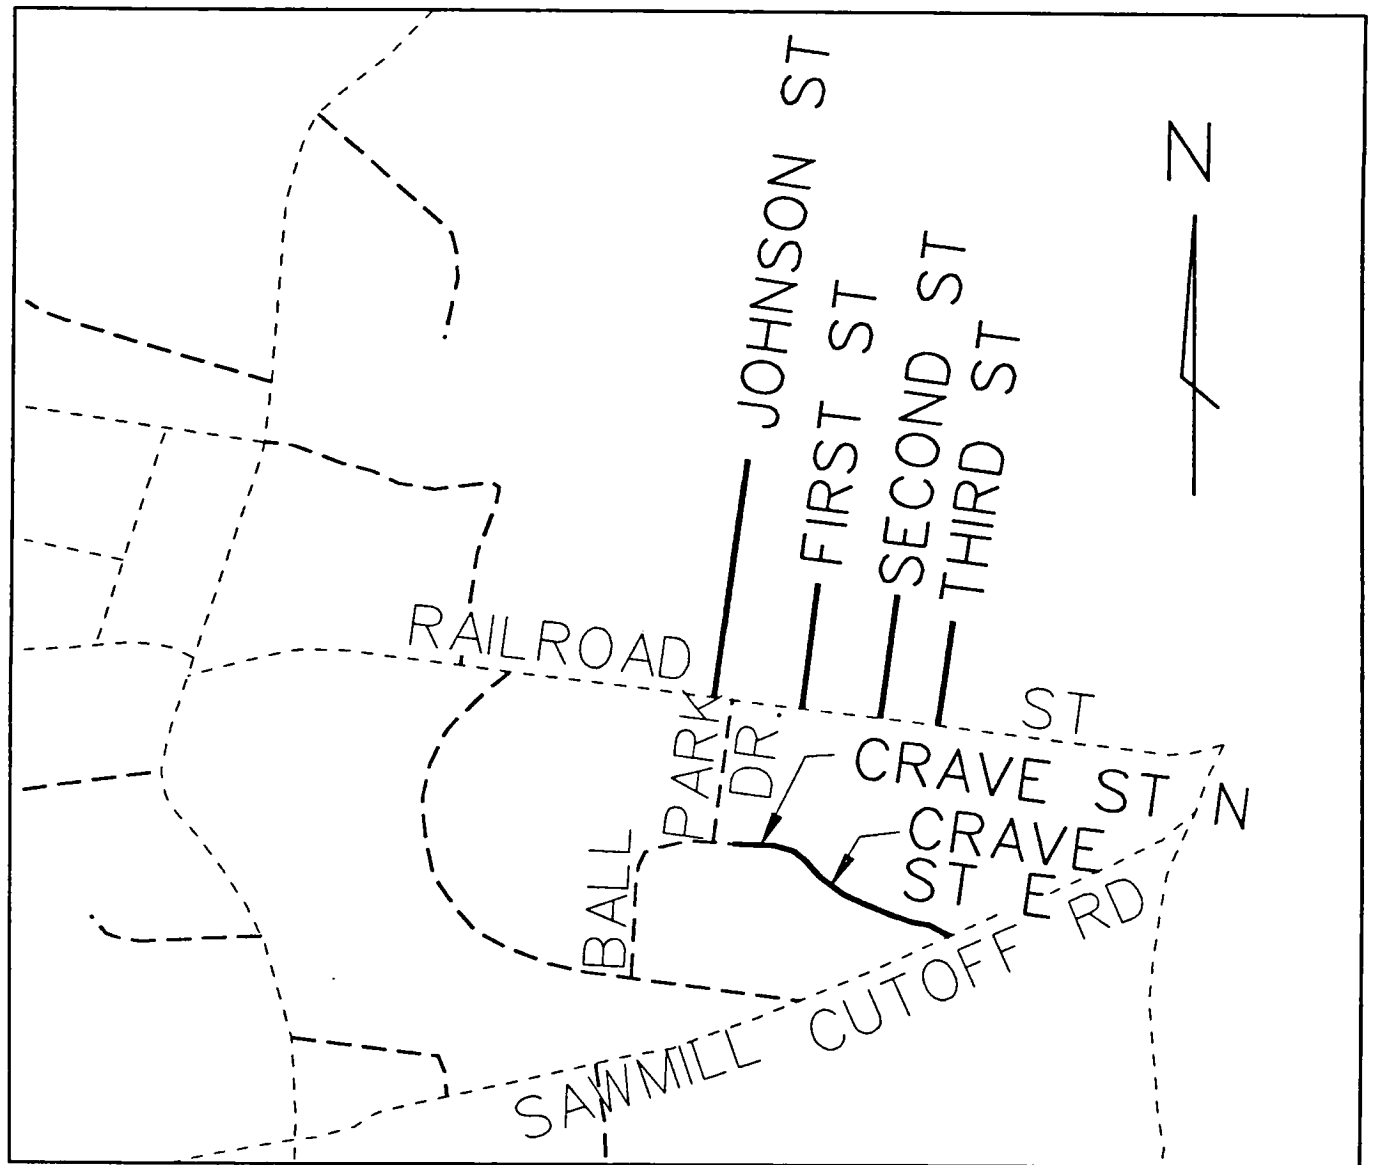 JOHNSON ST
FIRST ST
SECOND ST
THIRD ST
N
RAILROAD ST
BALL PARK DR.
CRAVE ST N
CRAVE
ST E
SAWMILL CUTOFF RD